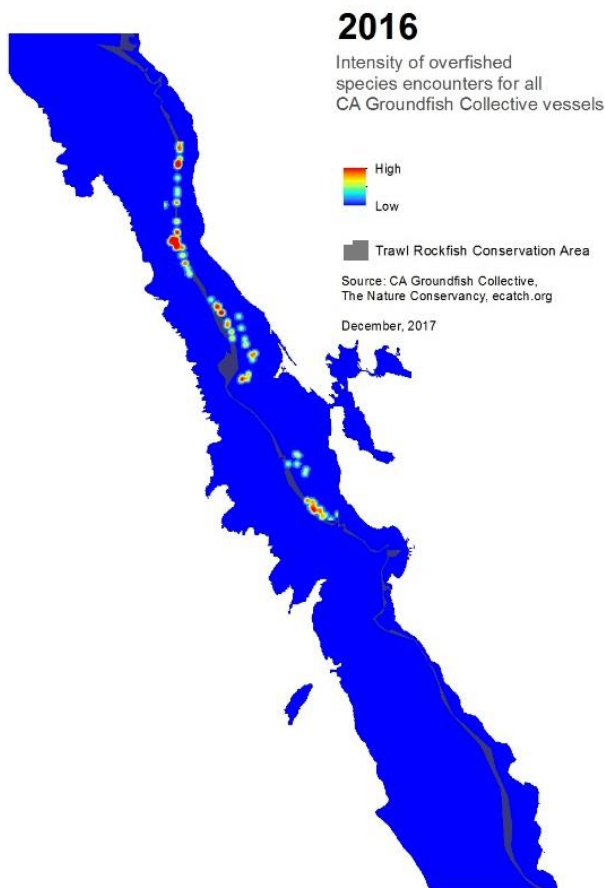 2016
Intensity of overfished
species encounters for all
CA Groundfish Collective vessels
High
Low
Trawl Rockfish Conservation Area
Source: CA Groundfish Collective,
The Nature Conservancy, ecatch.org
December, 2017